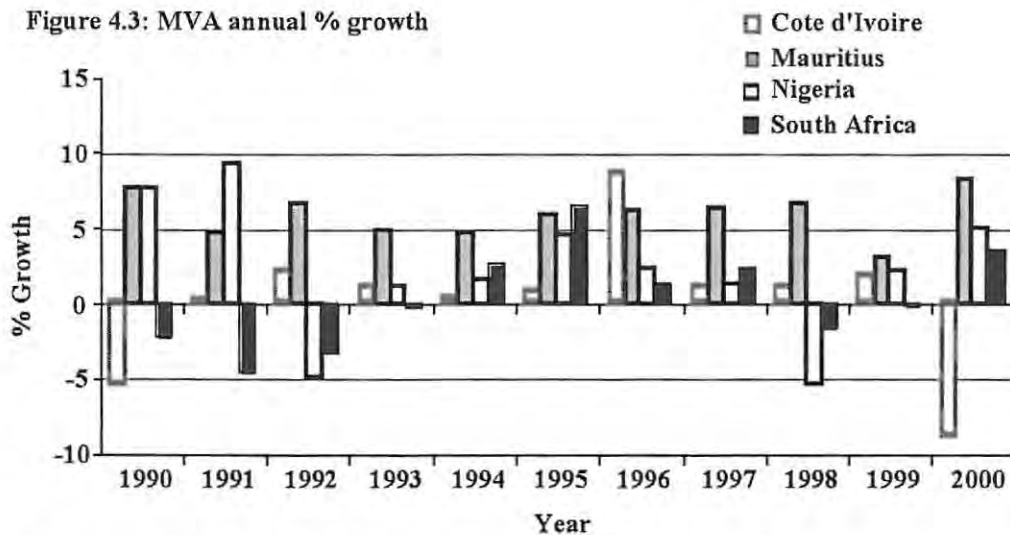 Figure 4.3: MVA annual % growth
Cote d'Ivoire
Mauritius
Nigeria
South Africa
15
10
5
0
-5
-10
% Growth
1990 1991 1992 1993 1994 1995 1996 1997 1998 1999 2000
Year